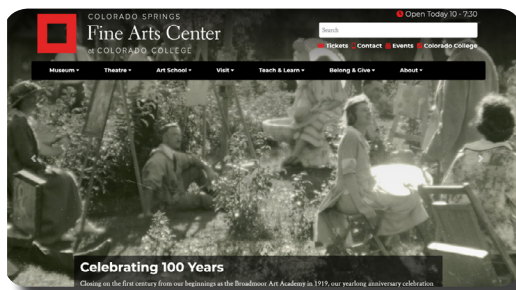 COLORADO SPRINGS
Fine Arts Center
at COLORADO COLLEGE
Open Today 10 - 7:30
Search
Tickets Contact Events Colorado College
Museum Theatre Art School Visit Teach & Learn Belong & Give About
Celebrating 100 Years
Closing on the first century from our beginnings as the Broadmoor Art Academy in 1919, our yearlong anniversary celebration